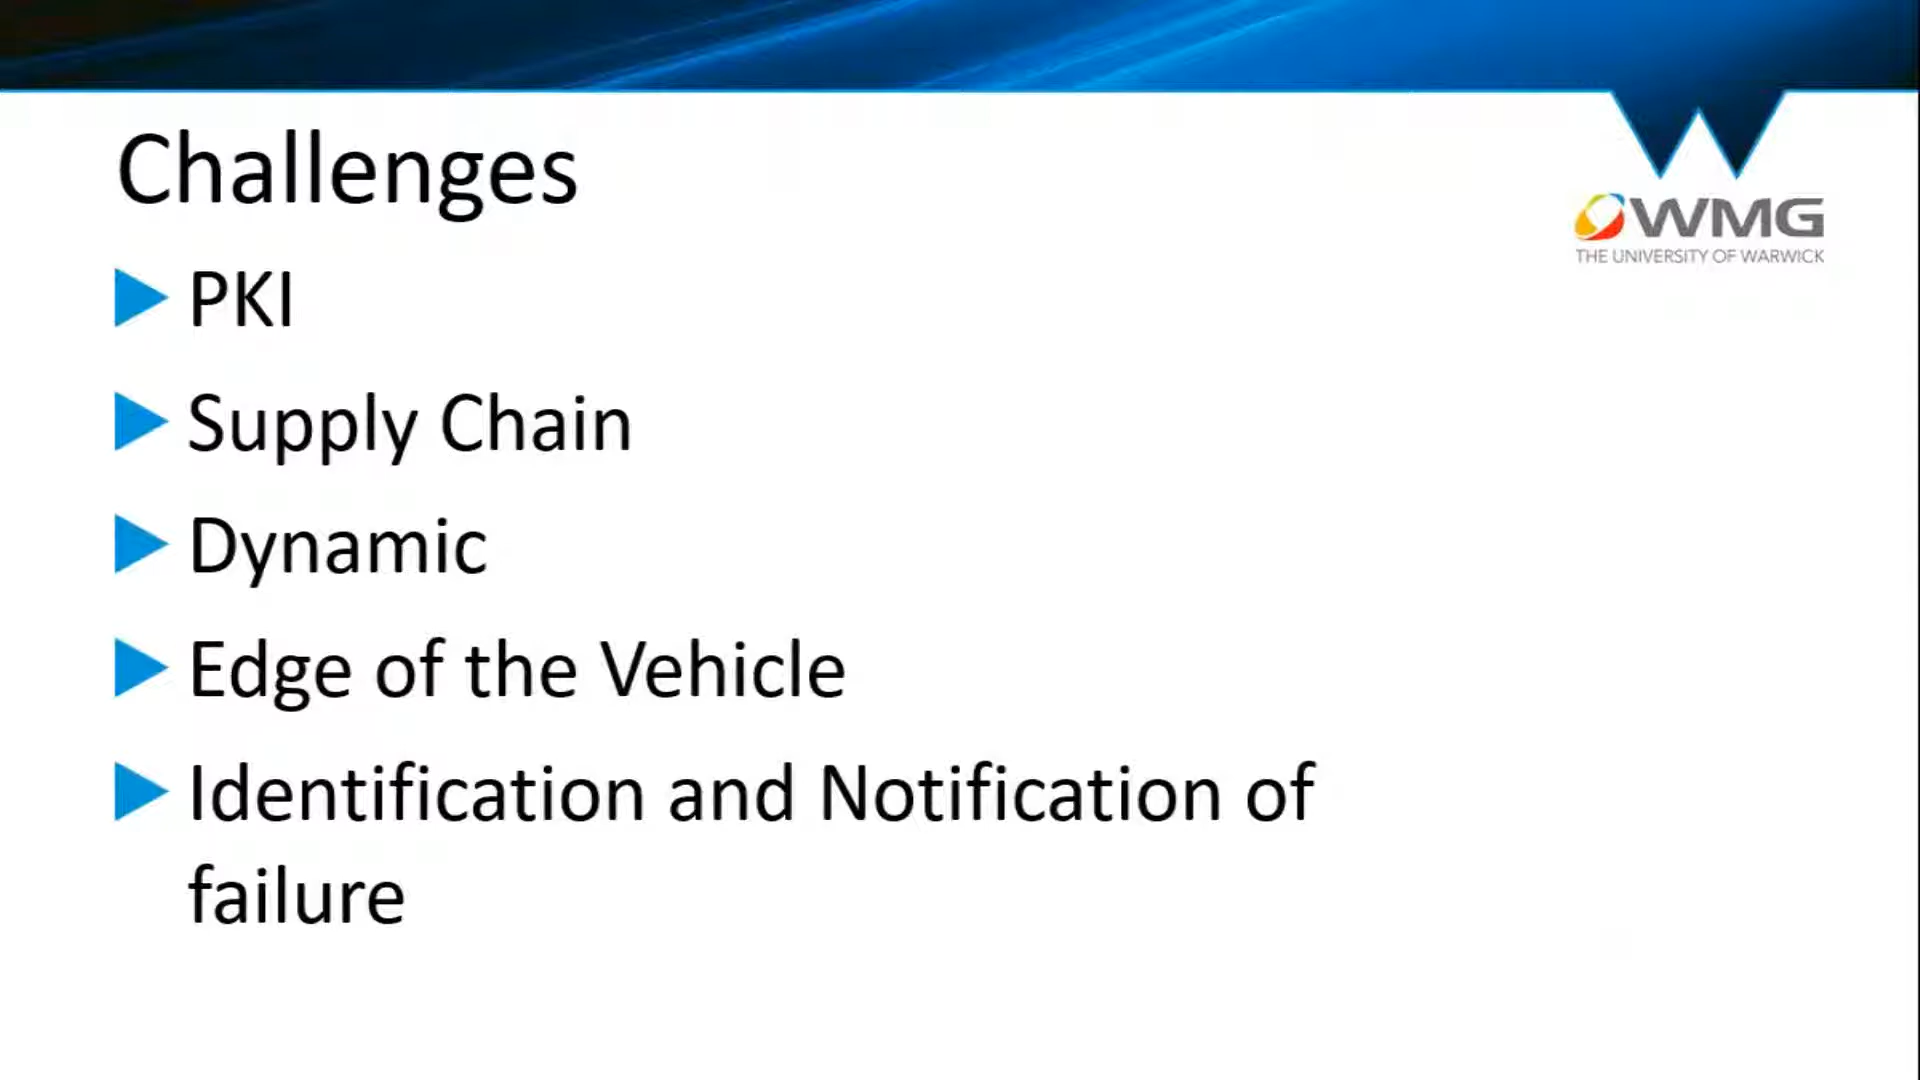 Challenges
WMG
THE UNIVERSITY OF WARWICK
PKI
Supply Chain
Dynamic
Edge of the Vehicle
Identification and Notification of
failure